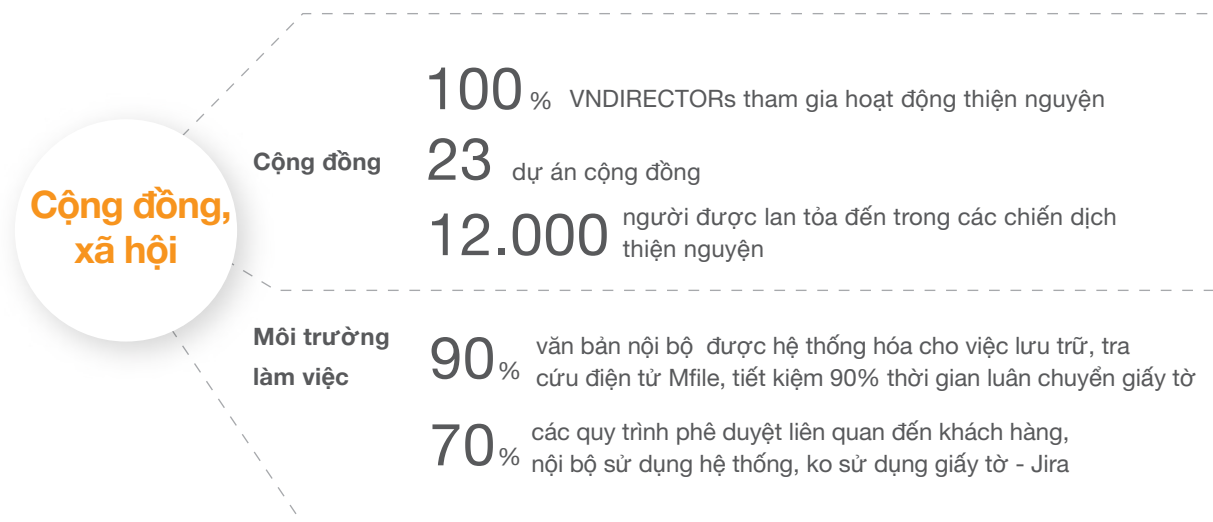 Cộng đồng,
xã hội
Cộng đồng
100% VNDIRECTORs tham gia hoạt động thiện nguyện
23 dự án cộng đồng
12.000 người được lan tỏa đến trong các chiến dịch
thiện nguyện
Môi trường
làm việc
90% văn bản nội bộ được hệ thống hóa cho việc lưu trữ, tra
cứu điện tử Mfile, tiết kiệm 90% thời gian luân chuyển giấy tờ
70% các quy trình phê duyệt liên quan đến khách hàng,
nội bộ sử dụng hệ thống, ko sử dụng giấy tờ - Jira